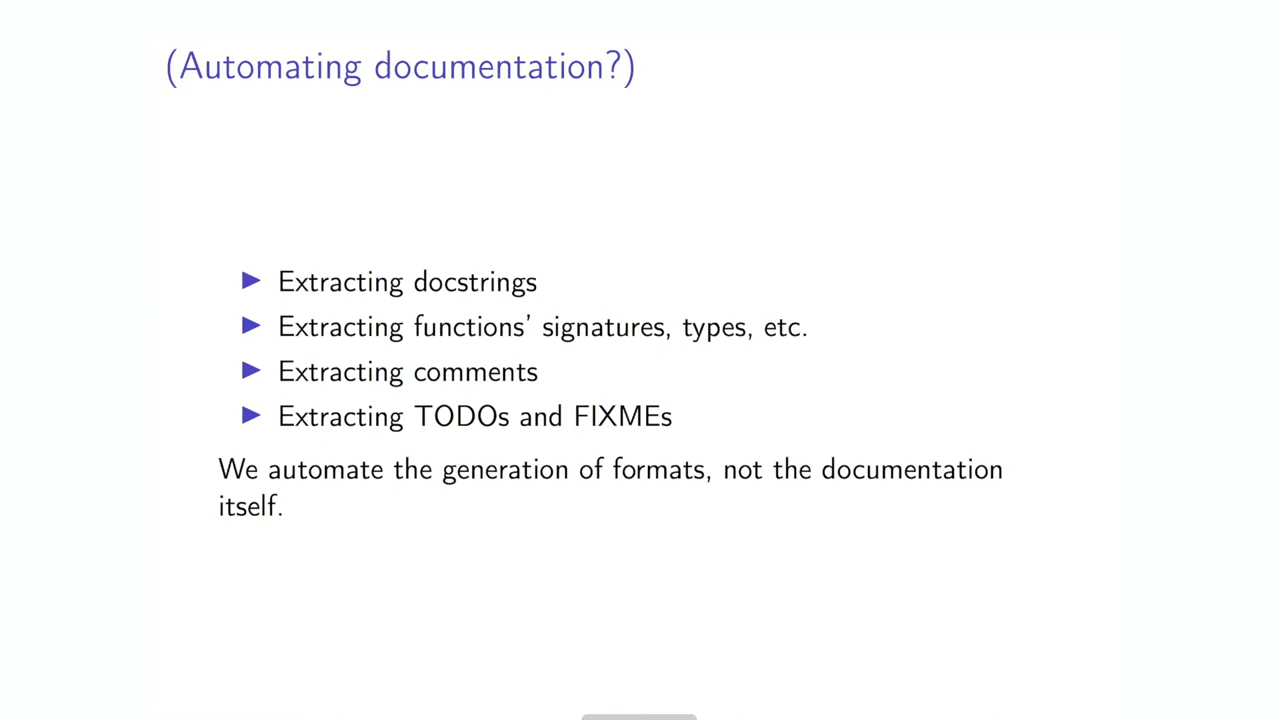 (Automating documentation?)
▶ Extracting docstrings
▶ Extracting functions' signatures, types, etc.
▶ Extracting comments
▶ Extracting TODOs and FIXMEs
We automate the generation of formats, not the documentation
itself.